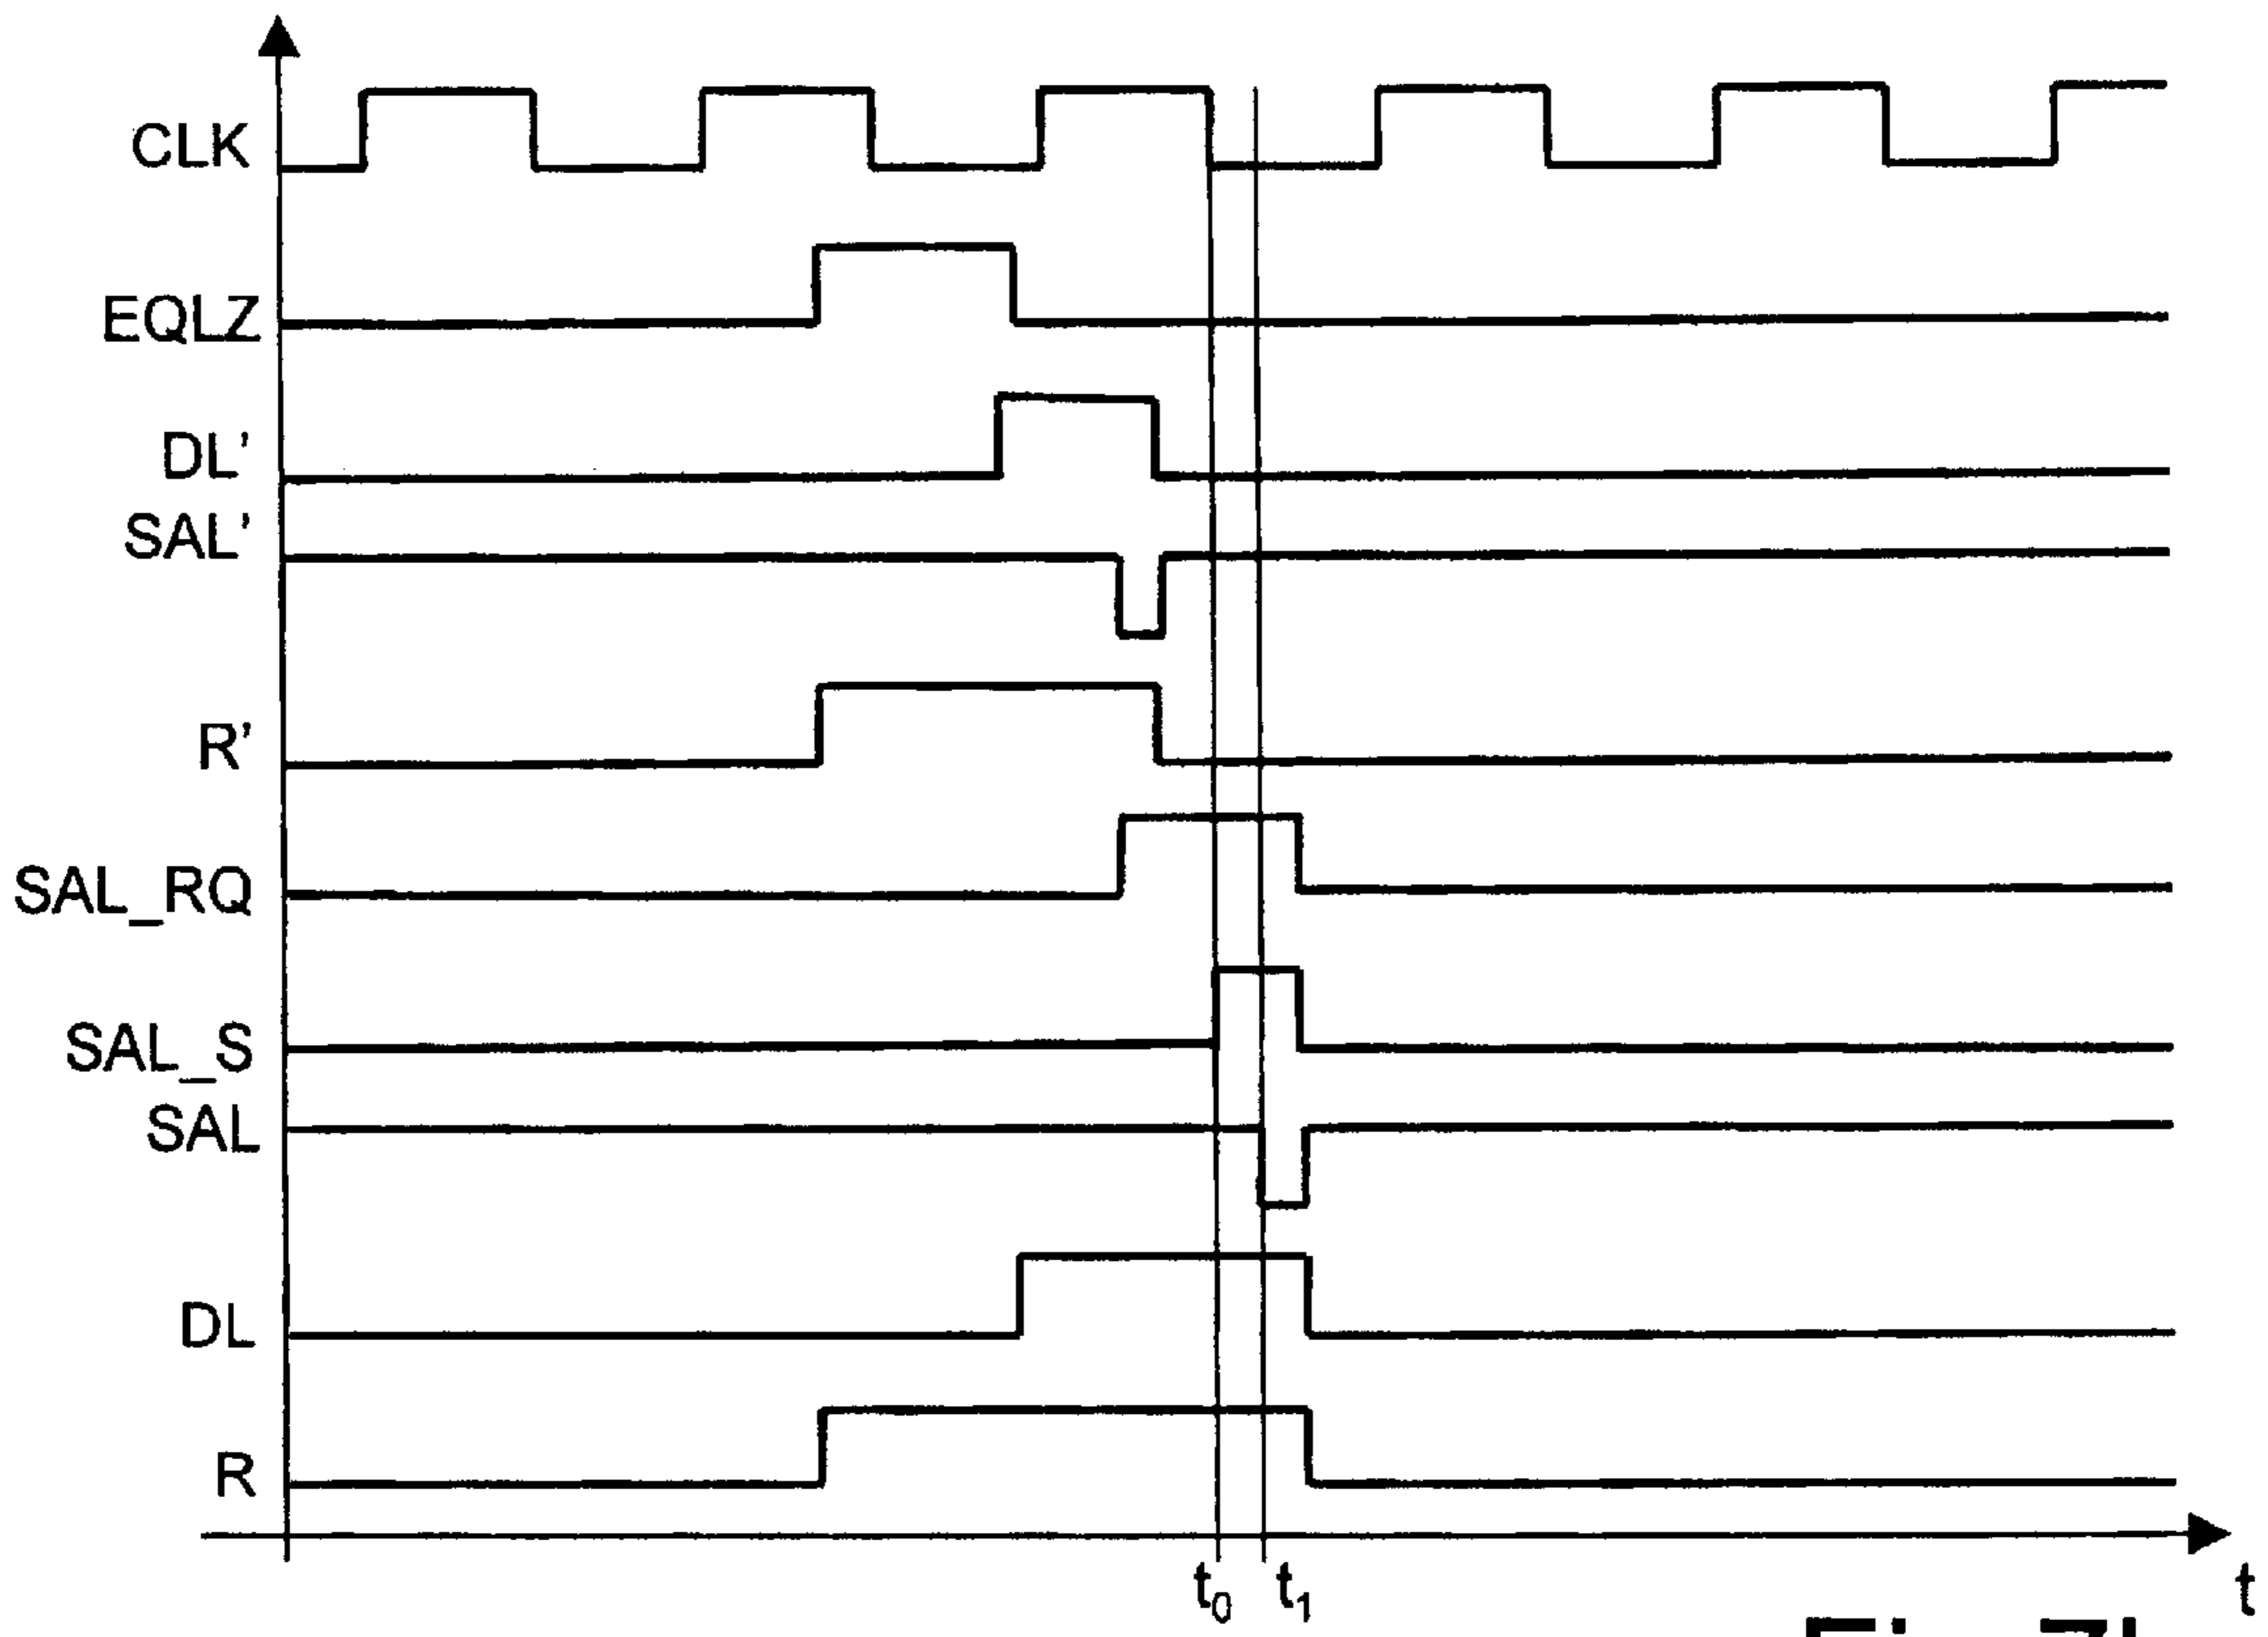 CLK
EQLZ
DL’
SAL’
R’
SAL_RQ
SAL_S
SAL
DL
R
t₀ t₁
t